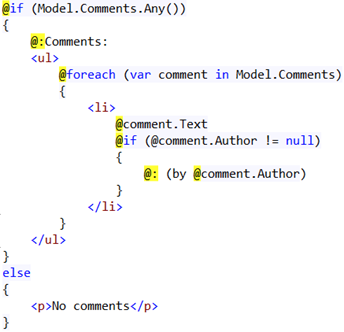 @if (Model.Comments.Any())
{
    @:Comments:
    <ul>
        @foreach (var comment in Model.Comments)
        {
            <li>
                @comment.Text
                @if (@comment.Author != null)
                {
                    @: (by @comment.Author)
                }
            </li>
        }
    </ul>
}
else
{
    <p>No comments</p>
}